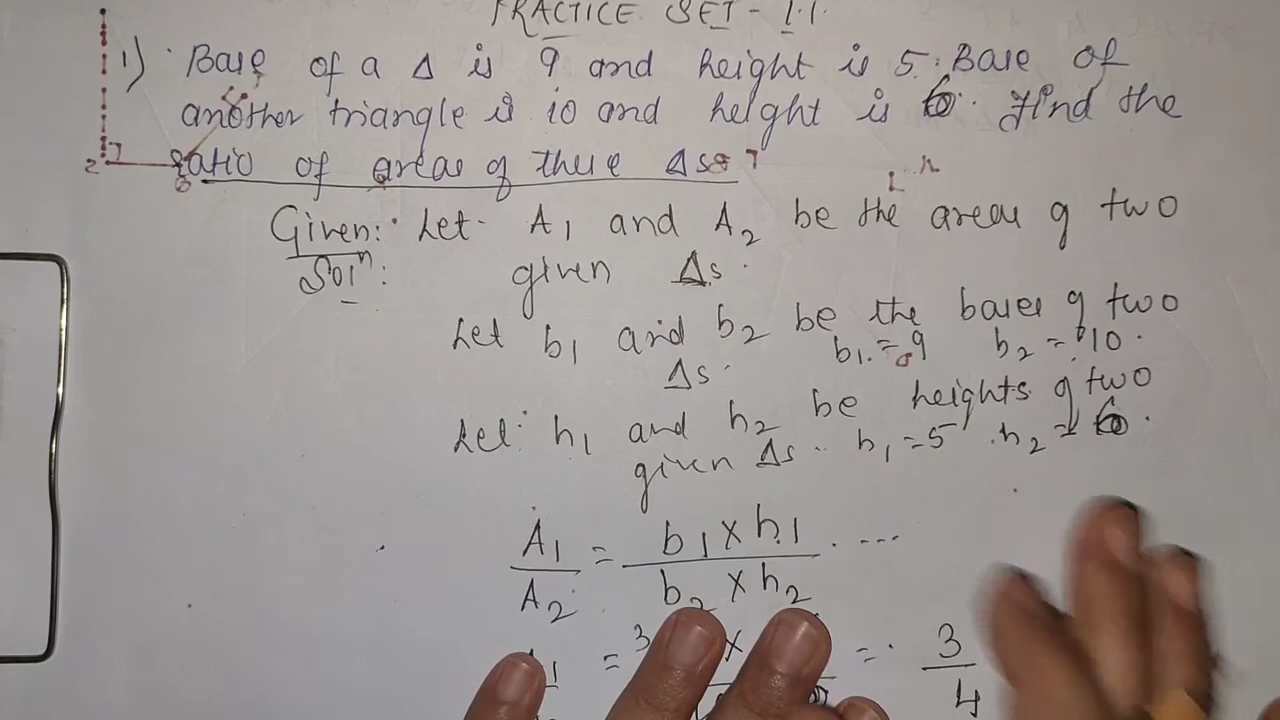 PRACTICE SET - 1.1.
1) Base of a Δ is 9 and height is 5. Base of
another triangle is 10 and height is 6. Find the
ratio of areas of these Δs
Given: Let A1 and A2 be the areas of two
Solⁿ: given Δs.
Let b1 and b2 be the bases of two
Δs. b1 = 9 b2 = 10.
Let h1 and h2 be heights of two
given Δs. h1 = 5 h2 = 6.
A1/A2 = b1 × h1 / b2 × h2 ....
= 3 × = 3/4